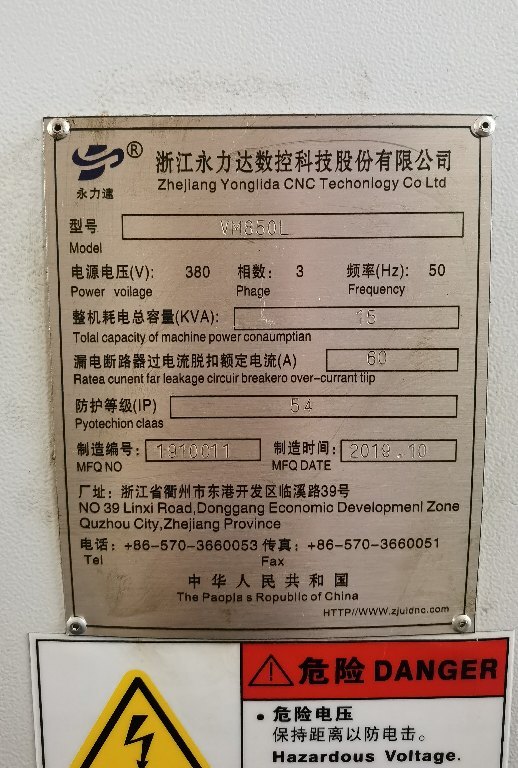 ®
永力達
浙江永力达数控科技股份有限公司
Zhejiang Yonglida CNC Techonlogy Co Ltd
型号 VM850L
Model
电源电压(V): 380 相数: 3 频率(Hz): 50
Power voilage Phage Frequency
整机耗电总容量(KVA): 15
Tolal capacity of machine power conaumptian
漏电断路器过电流脱扣额定电流(A) 60
Ratea cunent far leakage circuir breakero over-currant tiip
防护等级(IP) 54
Pyotechion claas
制造编号: 1910011 制造时间: 2019.10
MFQ NO MFQ DATE
厂址: 浙江省衢州市东港开发区临溪路39号
NO 39 Linxi Road,Donggang Economic Developmenl Zone
Quzhou City,Zhejiang Province
电话: +86-570-3660053 传真: +86-570-3660051
Tel Fax
中华人民共和国
The Paopla s Ropublic of China
HTTP//WWW.zjuldnc.com
危险 DANGER
• 危险电压
保持距离以防电击。
Hazardous Voltage.